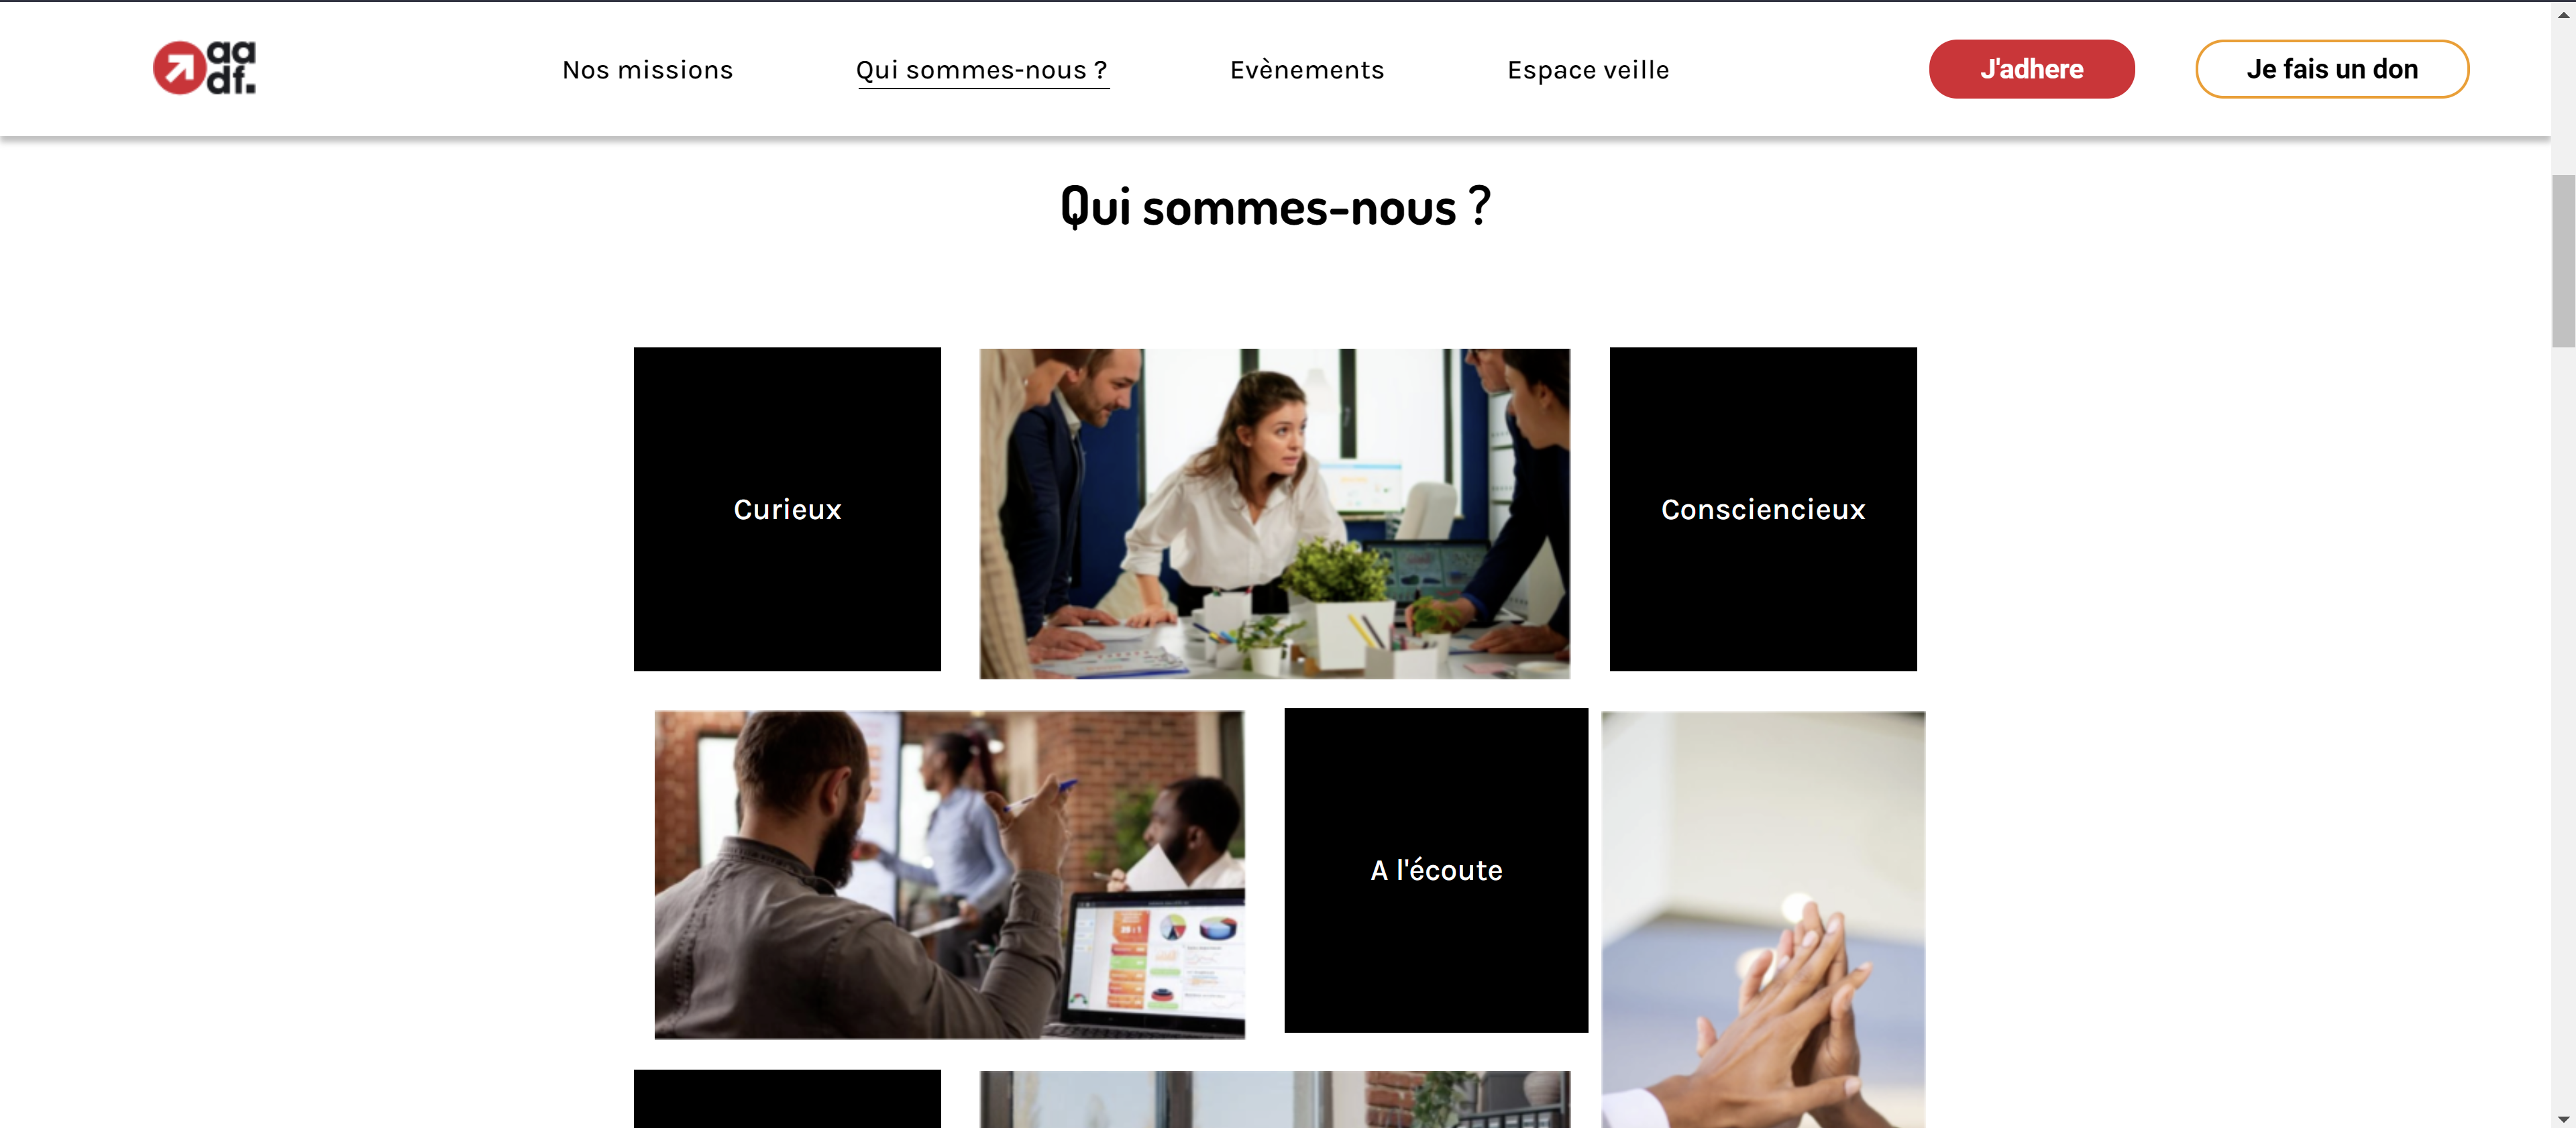 aa
df.
Nos missions
Qui sommes-nous ?
Evènements
Espace veille
J'adhere
Je fais un don
Qui sommes-nous ?
Curieux
Consciencieux
A l'écoute